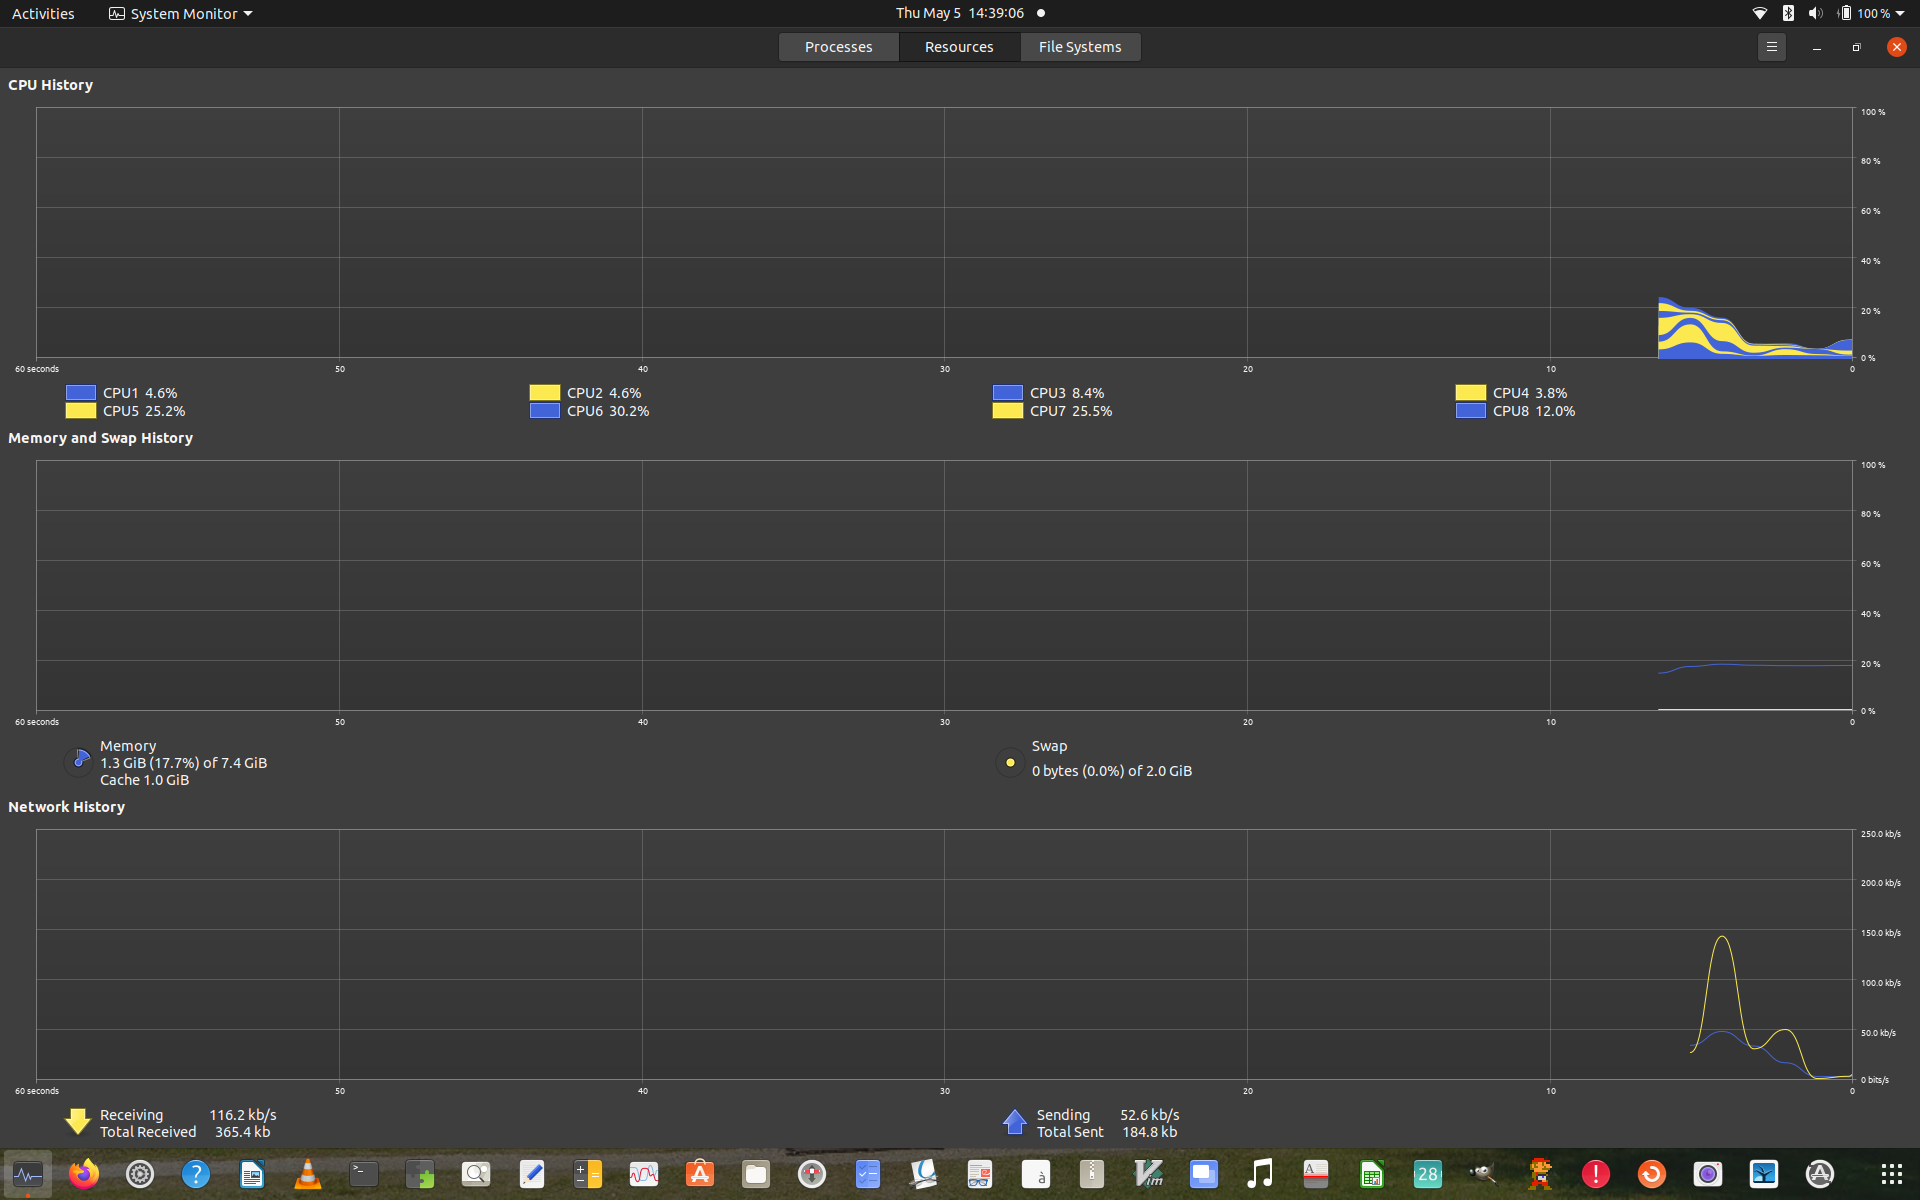 Activities
System Monitor
Thu May 5 14:39:06
100 %
Processes
Resources
File Systems
CPU History
100 %
80 %
60 %
40 %
20 %
0 %
60 seconds 50 40 30 20 10 0
CPU1 4.6% CPU2 4.6% CPU3 8.4% CPU4 3.8%
CPU5 25.2% CPU6 30.2% CPU7 25.5% CPU8 12.0%
Memory and Swap History
100 %
80 %
60 %
40 %
20 %
0 %
60 seconds 50 40 30 20 10 0
Memory
1.3 GiB (17.7%) of 7.4 GiB
Cache 1.0 GiB
Swap
0 bytes (0.0%) of 2.0 GiB
Network History
250.0 kb/s
200.0 kb/s
150.0 kb/s
100.0 kb/s
50.0 kb/s
0 bits/s
60 seconds 50 40 30 20 10 0
Receiving 116.2 kb/s
Total Received 365.4 kb
Sending 52.6 kb/s
Total Sent 184.8 kb
?
>_
à
Vim
A
28
!